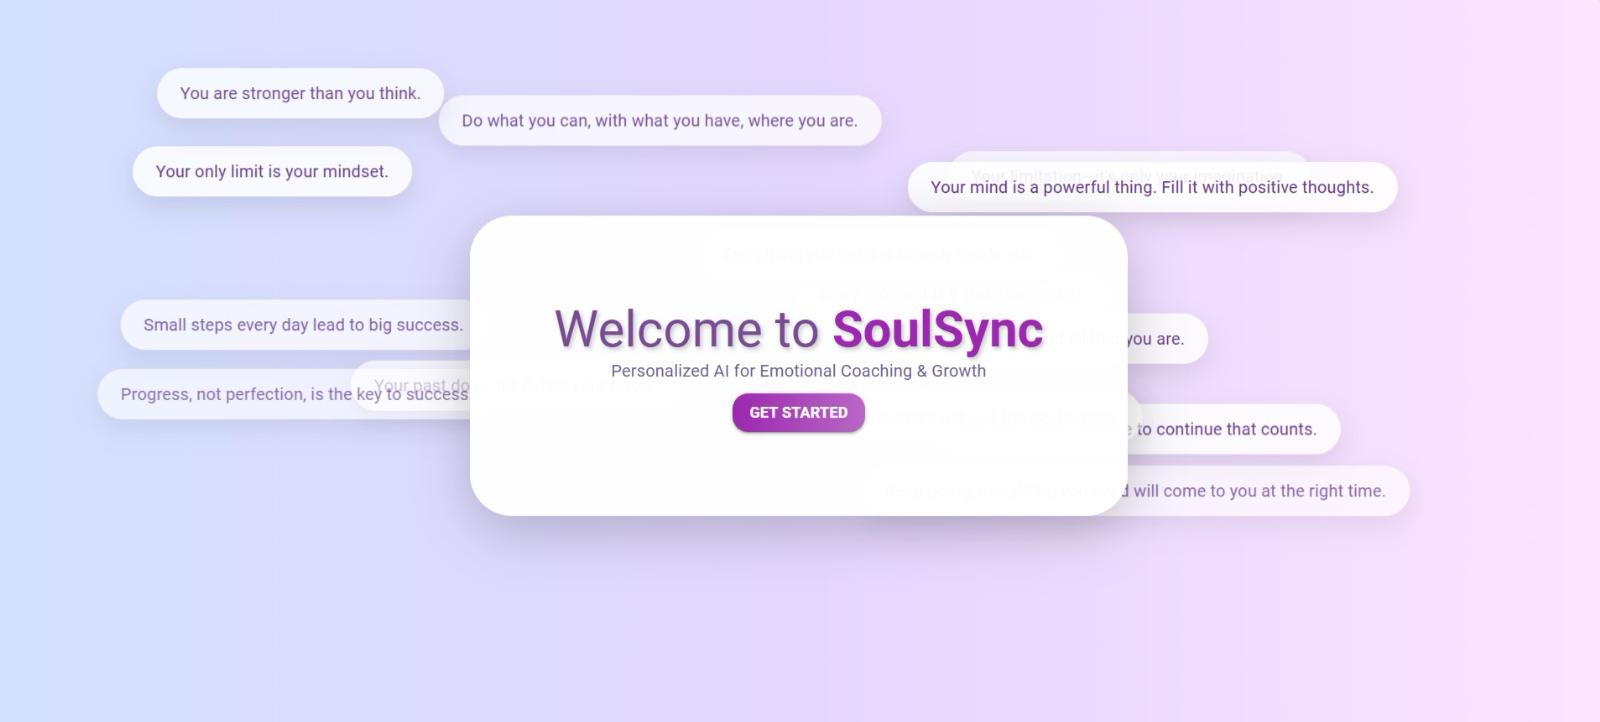 You are stronger than you think.
Do what you can, with what you have, where you are.
Your only limit is your mindset.
Your limitation—it's only your imagination.
Your mind is a powerful thing. Fill it with positive thoughts.
Everything you need is already inside you.
Every moment is a fresh beginning.
Small steps every day lead to big success.
Welcome to SoulSync
you are.
Personalized AI for Emotional Coaching & Growth
Your past does not define your future.
Progress, not perfection, is the key to success.
GET STARTED
to continue that counts.
Keep going, everything you need will come to you at the right time.